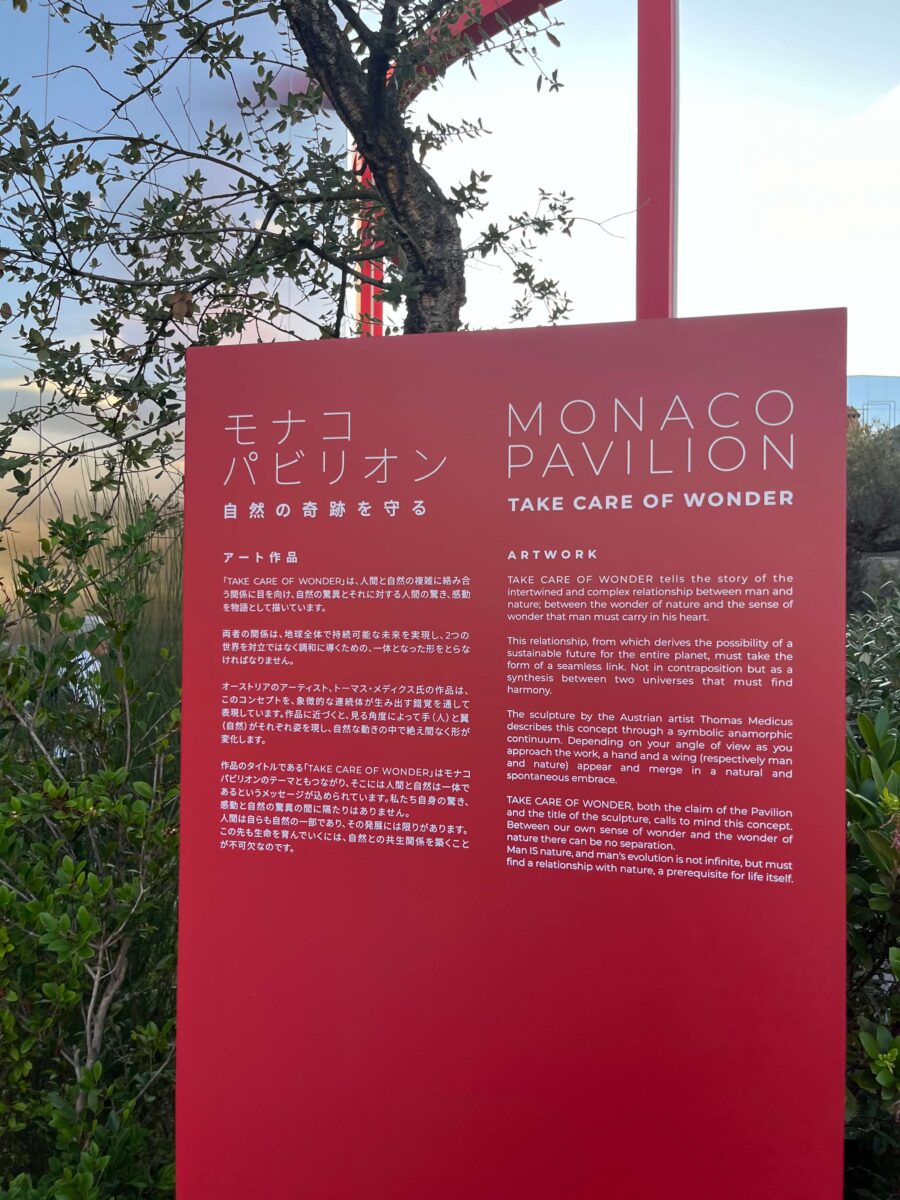 モナコ
パビリオン
自然の奇跡を守る
アート作品
「TAKE CARE OF WONDER」は、人間と自然の複雑に絡み合
う関係に目を向け、自然の驚異とそれに対する人間の驚き、感動
を物語として描いています。
両者の関係は、地球全体で持続可能な未来を実現し、2つの
世界を対立ではなく調和に導くための、一体となった形をとらな
ければなりません。
オーストリアのアーティスト、トーマス・メディクス氏の作品は、
このコンセプトを、象徴的な連続体が生み出す錯覚を通して
表現しています。作品に近づくと、見る角度によって手（人）と翼
（自然）がそれぞれ姿を現し、自然な動きの中で絶え間なく形が
変化します。
作品のタイトルである「TAKE CARE OF WONDER」はモナコ
パビリオンのテーマともつながり、そこには人間と自然は一体で
あるというメッセージが込められています。私たち自身の驚き、
感動と自然の驚異の間に隔たりはありません。
人間は自らも自然の一部であり、その発展には限りがあります。
この先も生命を育んでいくには、自然との共生関係を築くこと
が不可欠なのです。
MONACO
PAVILION
TAKE CARE OF WONDER
ARTWORK
TAKE CARE OF WONDER tells the story of the
intertwined and complex relationship between man and
nature; between the wonder of nature and the sense of
wonder that man must carry in his heart.
This relationship, from which derives the possibility of a
sustainable future for the entire planet, must take the
form of a seamless link. Not in contraposition but as a
synthesis between two universes that must find
harmony.
The sculpture by the Austrian artist Thomas Medicus
describes this concept through a symbolic anamorphic
continuum. Depending on your angle of view as you
approach the work, a hand and a wing (respectively man
and nature) appear and merge in a natural and
spontaneous embrace.
TAKE CARE OF WONDER, both the claim of the Pavilion
and the title of the sculpture, calls to mind this concept.
Between our own sense of wonder and the wonder of
nature there can be no separation.
Man IS nature, and man's evolution is not infinite, but must
find a relationship with nature, a prerequisite for life itself.